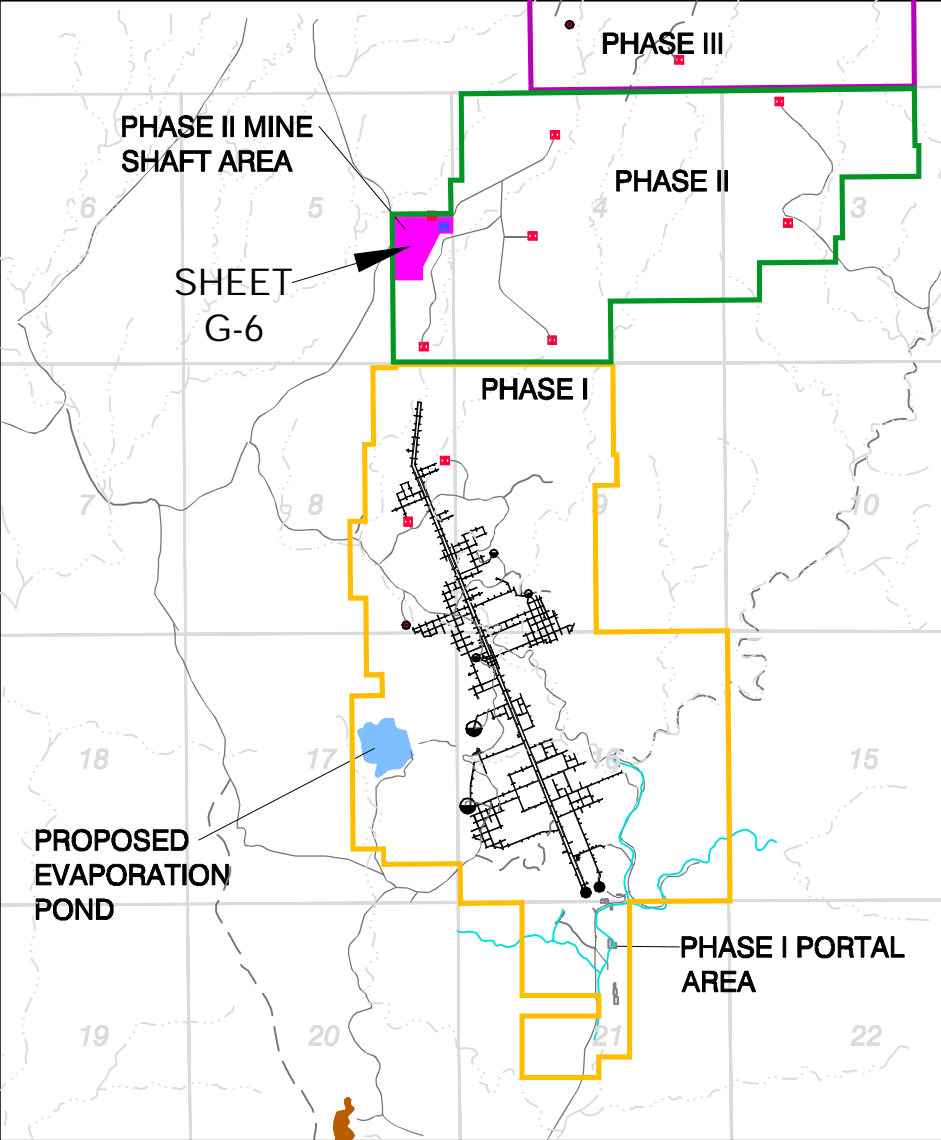 PHASE III
PHASE II MINE
SHAFT AREA
PHASE II
6
5
4
3
SHEET
G-6
PHASE I
7
8
9
10
18
17
16
15
PROPOSED
EVAPORATION
POND
PHASE I PORTAL
AREA
19
20
21
22